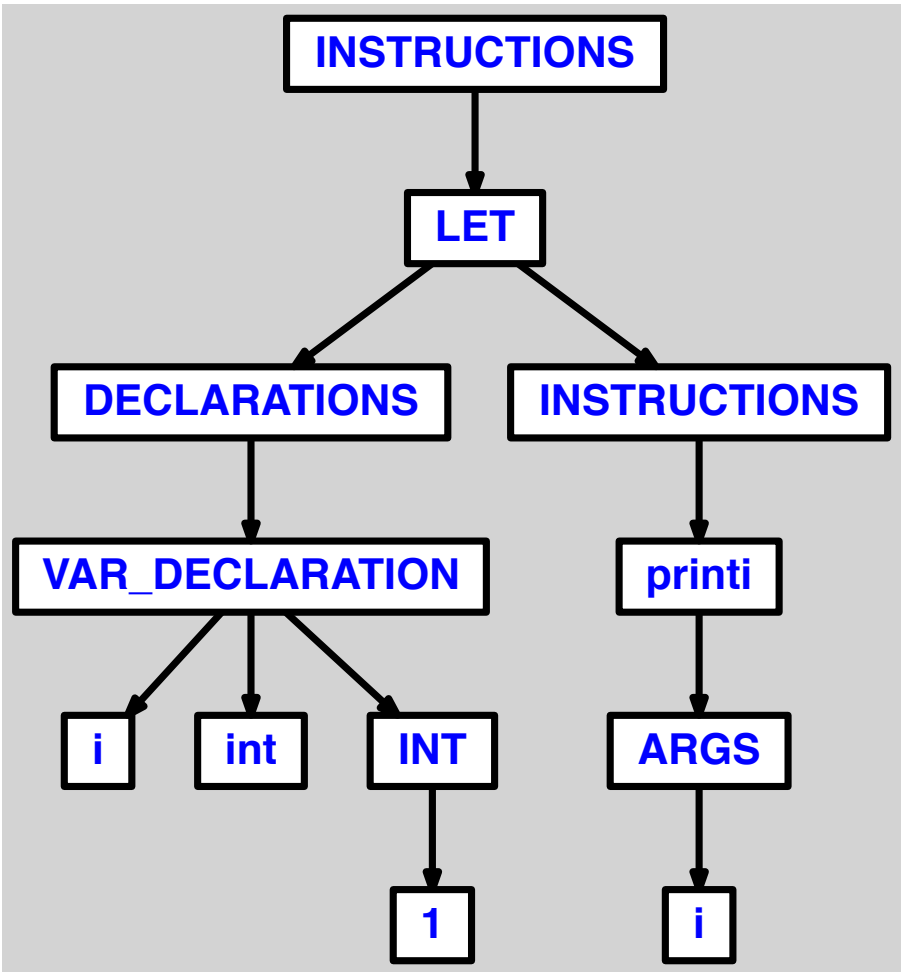 INSTRUCTIONS
LET
DECLARATIONS
INSTRUCTIONS
VAR_DECLARATION
printi
i
int
INT
ARGS
1
i